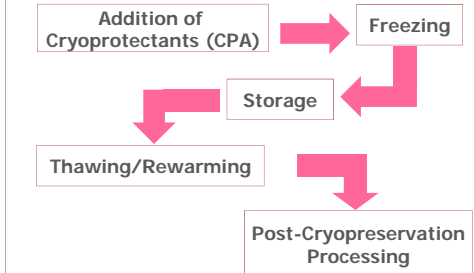 Addition of
Cryoprotectants (CPA)
Freezing
Storage
Thawing/Rewarming
Post-Cryopreservation
Processing